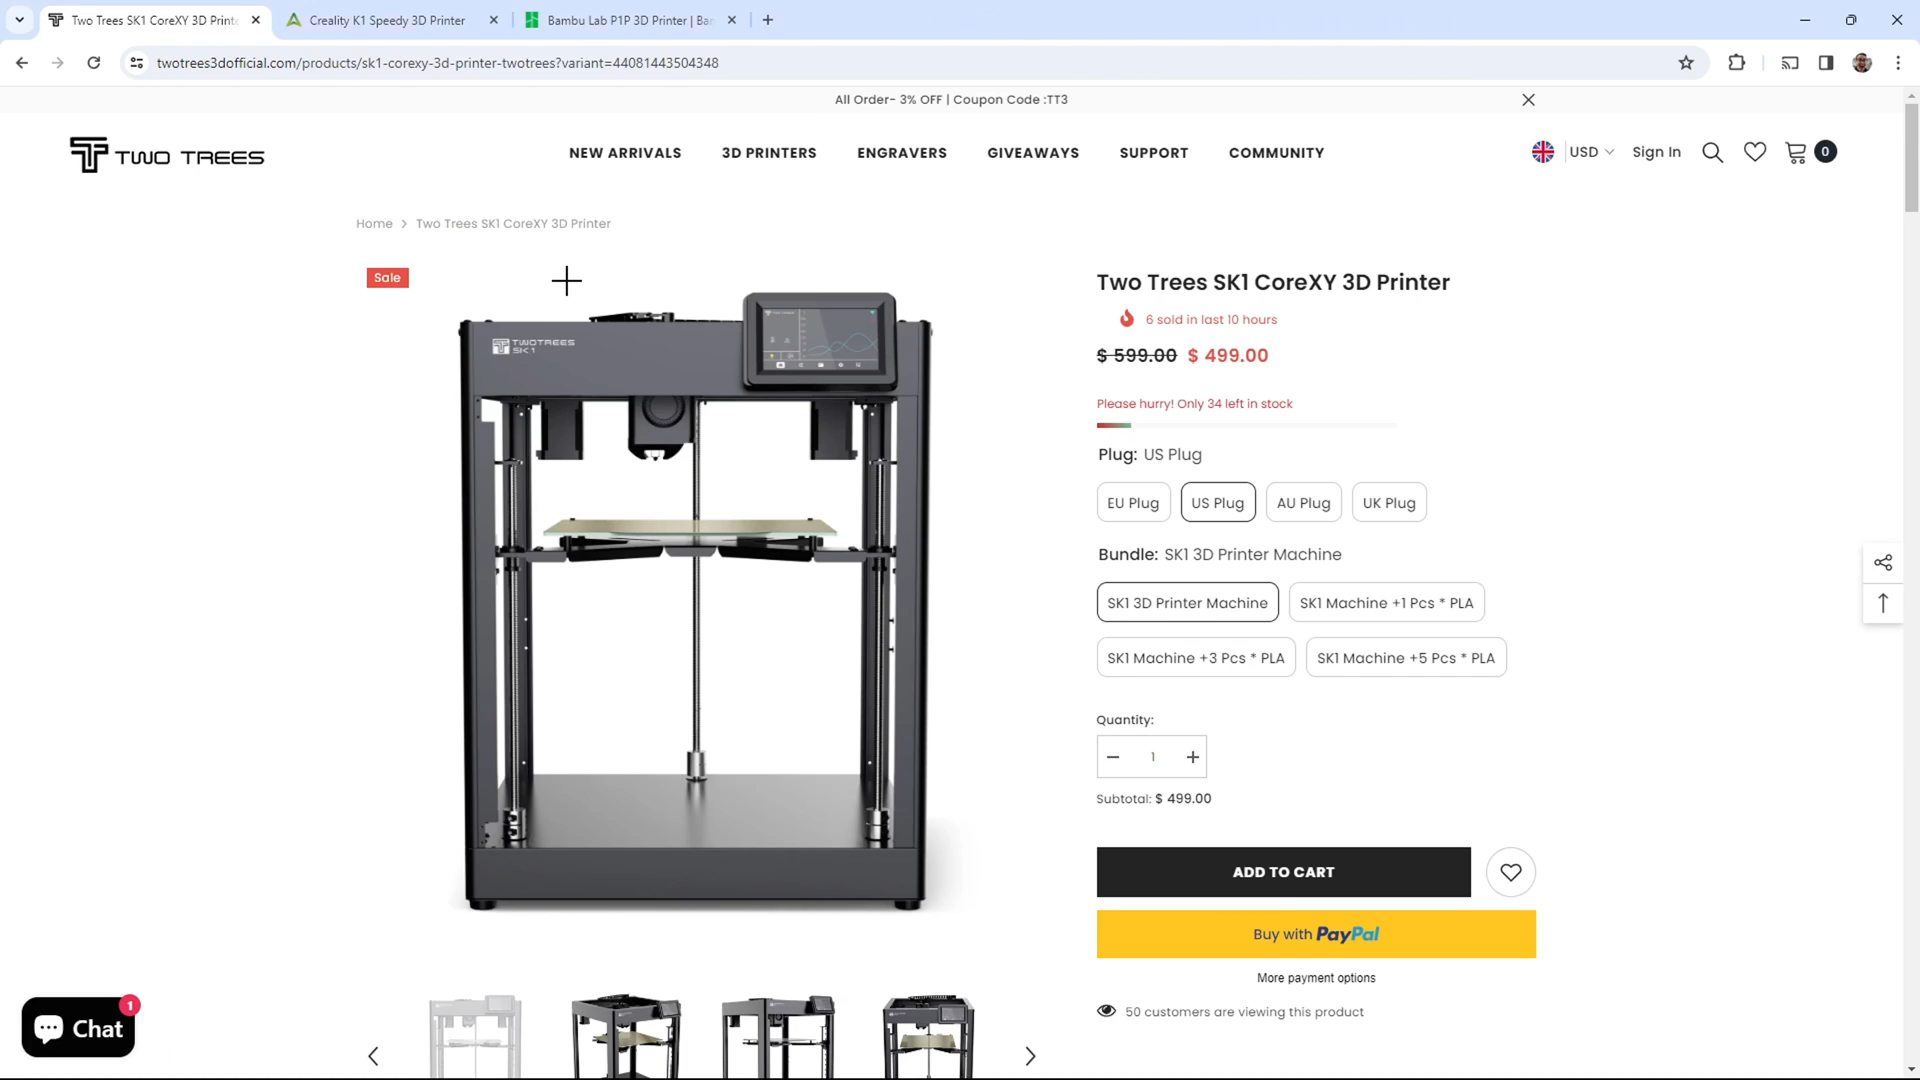 Two Trees SK1 CoreXY 3D Print
Creality K1 Speedy 3D Printer
Bambu Lab P1P 3D Printer | Ban
twotrees3dofficial.com/products/sk1-corexy-3d-printer-twotrees?variant=44081443504348
All Order- 3% OFF | Coupon Code :TT3
TWO TREES
NEW ARRIVALS
3D PRINTERS
ENGRAVERS
GIVEAWAYS
SUPPORT
COMMUNITY
USD
Sign In
0
Home > Two Trees SK1 CoreXY 3D Printer
Sale
TWOTREES
SK1
Two Trees SK1 CoreXY 3D Printer
6 sold in last 10 hours
$ 599.00 $ 499.00
Please hurry! Only 34 left in stock
Plug: US Plug
EU Plug
US Plug
AU Plug
UK Plug
Bundle: SK1 3D Printer Machine
SK1 3D Printer Machine
SK1 Machine +1 Pcs * PLA
SK1 Machine +3 Pcs * PLA
SK1 Machine +5 Pcs * PLA
Quantity:
1
Subtotal: $ 499.00
ADD TO CART
Buy with PayPal
More payment options
50 customers are viewing this product
Chat
1